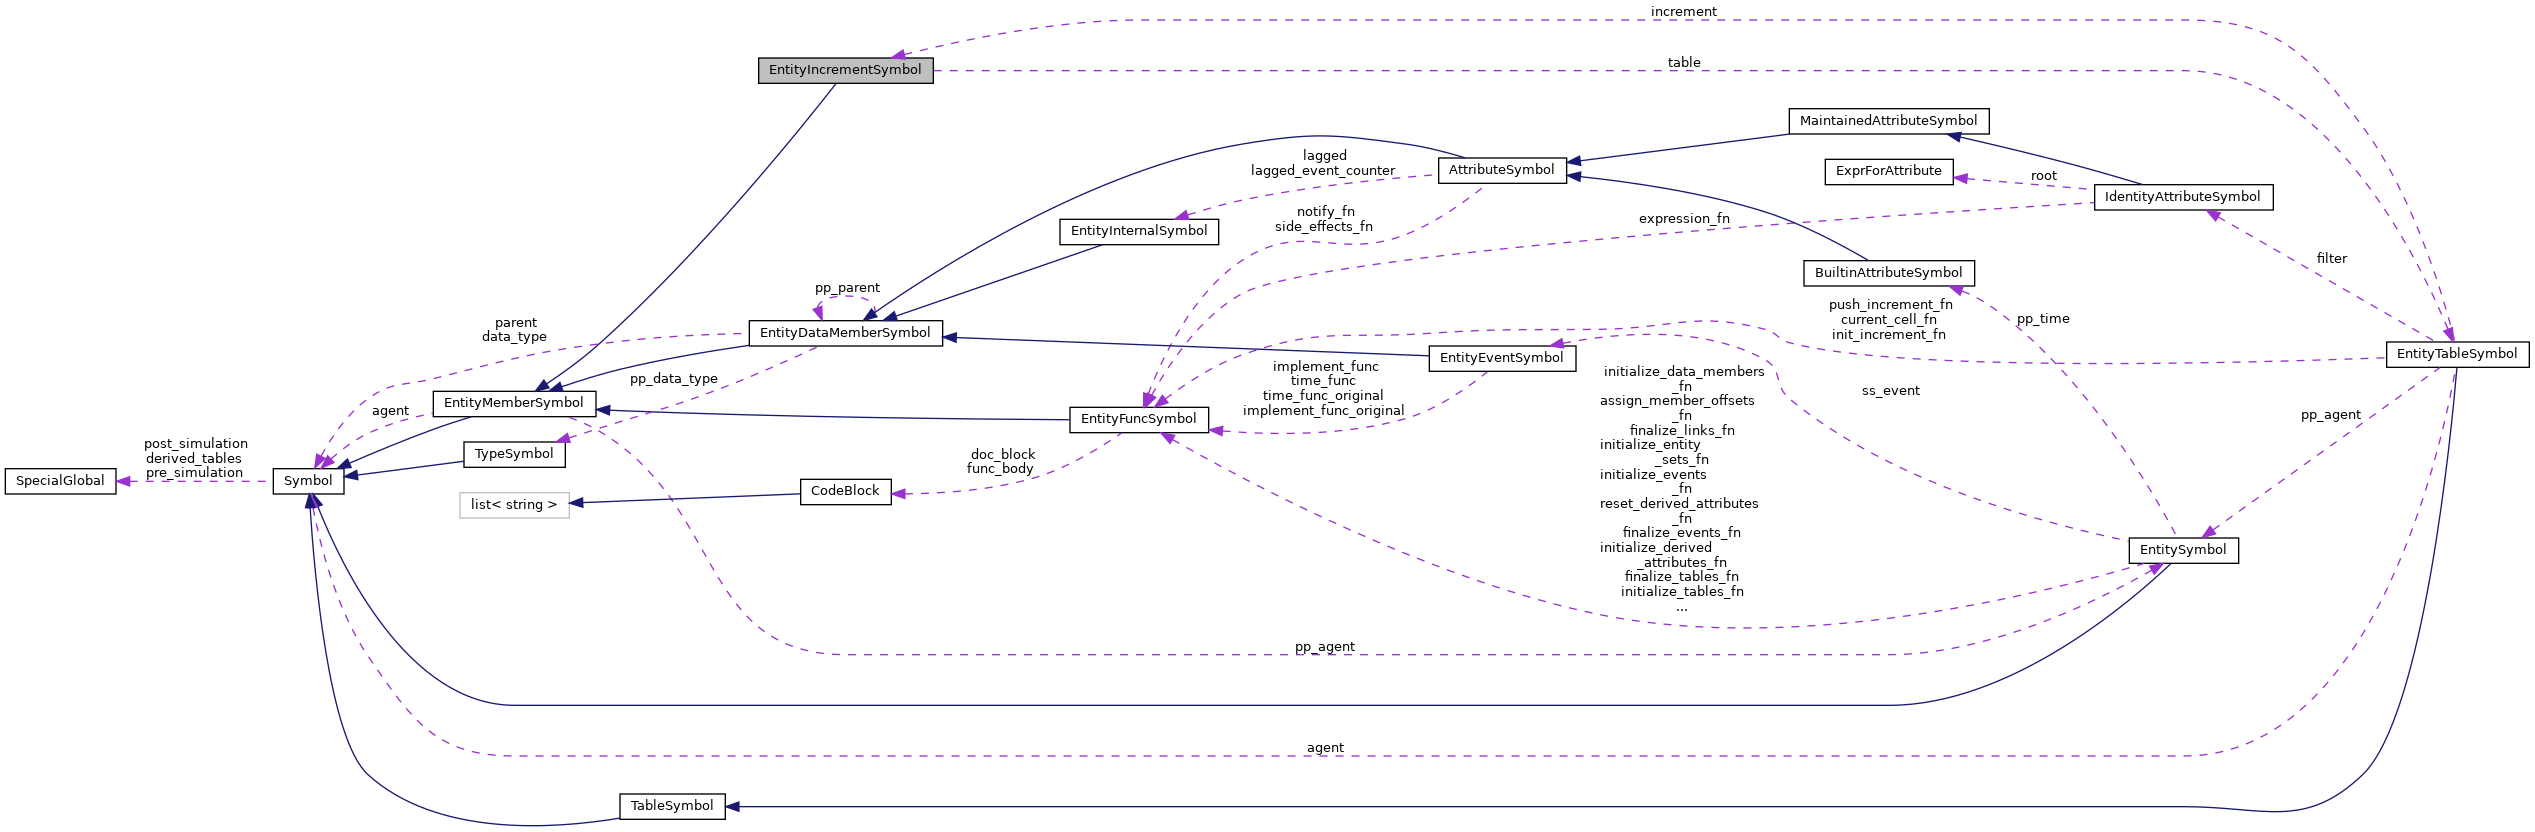 increment
EntityIncrementSymbol
table
MaintainedAttributeSymbol
lagged
lagged_event_counter
AttributeSymbol
ExprForAttribute
root
IdentityAttributeSymbol
notify_fn
side_effects_fn
expression_fn
EntityInternalSymbol
filter
BuiltinAttributeSymbol
pp_parent
push_increment_fn
current_cell_fn
init_increment_fn
pp_time
parent
data_type
EntityDataMemberSymbol
EntityEventSymbol
EntityTableSymbol
implement_func
time_func
time_func_original
implement_func_original
pp_data_type
ss_event
initialize_data_members
_fn
assign_member_offsets
_fn
finalize_links_fn
initialize_entity
_sets_fn
initialize_events
_fn
reset_derived_attributes
_fn
finalize_events_fn
initialize_derived
_attributes_fn
finalize_tables_fn
initialize_tables_fn
...
agent
EntityMemberSymbol
EntityFuncSymbol
pp_agent
post_simulation
derived_tables
pre_simulation
TypeSymbol
doc_block
func_body
SpecialGlobal
Symbol
list< string >
CodeBlock
EntitySymbol
pp_agent
agent
TableSymbol